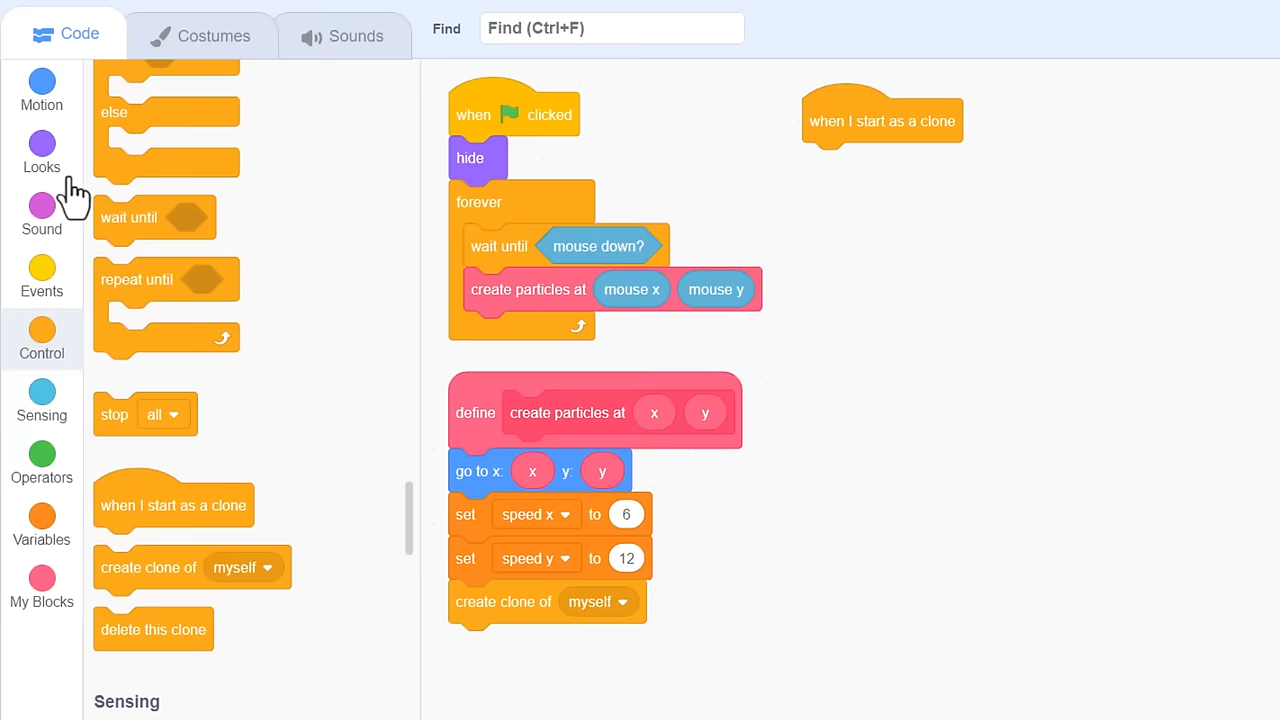 Code
Costumes
Sounds
Find
Find (Ctrl+F)
Motion
Looks
Sound
Events
Control
Sensing
Operators
Variables
My Blocks
else
wait until
repeat until
stop all
when I start as a clone
create clone of myself
delete this clone
Sensing
when clicked
hide
forever
wait until mouse down?
create particles at mouse x mouse y
define create particles at x y
go to x: x y: y
set speed x to 6
set speed y to 12
create clone of myself
when I start as a clone